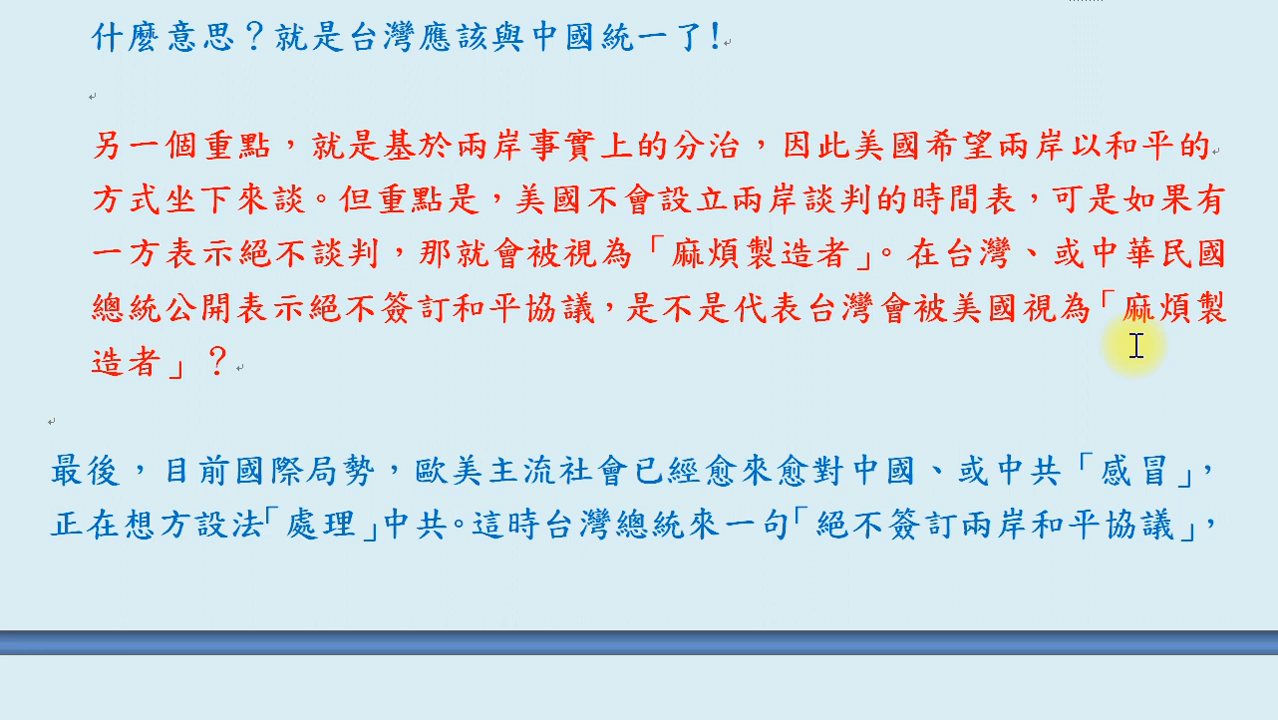 什麼意思？就是台灣應該與中國統一了！
另一個重點，就是基於兩岸事實上的分治，因此美國希望兩岸以和平的
方式坐下來談。但重點是，美國不會設立兩岸談判的時間表，可是如果有
一方表示絕不談判，那就會被視為「麻煩製造者」。在台灣、或中華民國
總統公開表示絕不簽訂和平協議，是不是代表台灣會被美國視為「麻煩製
造者」？
最後，目前國際局勢，歐美主流社會已經愈來愈對中國、或中共「感冒」，
正在想方設法「處理」中共。這時台灣總統來一句「絕不簽訂兩岸和平協議」，